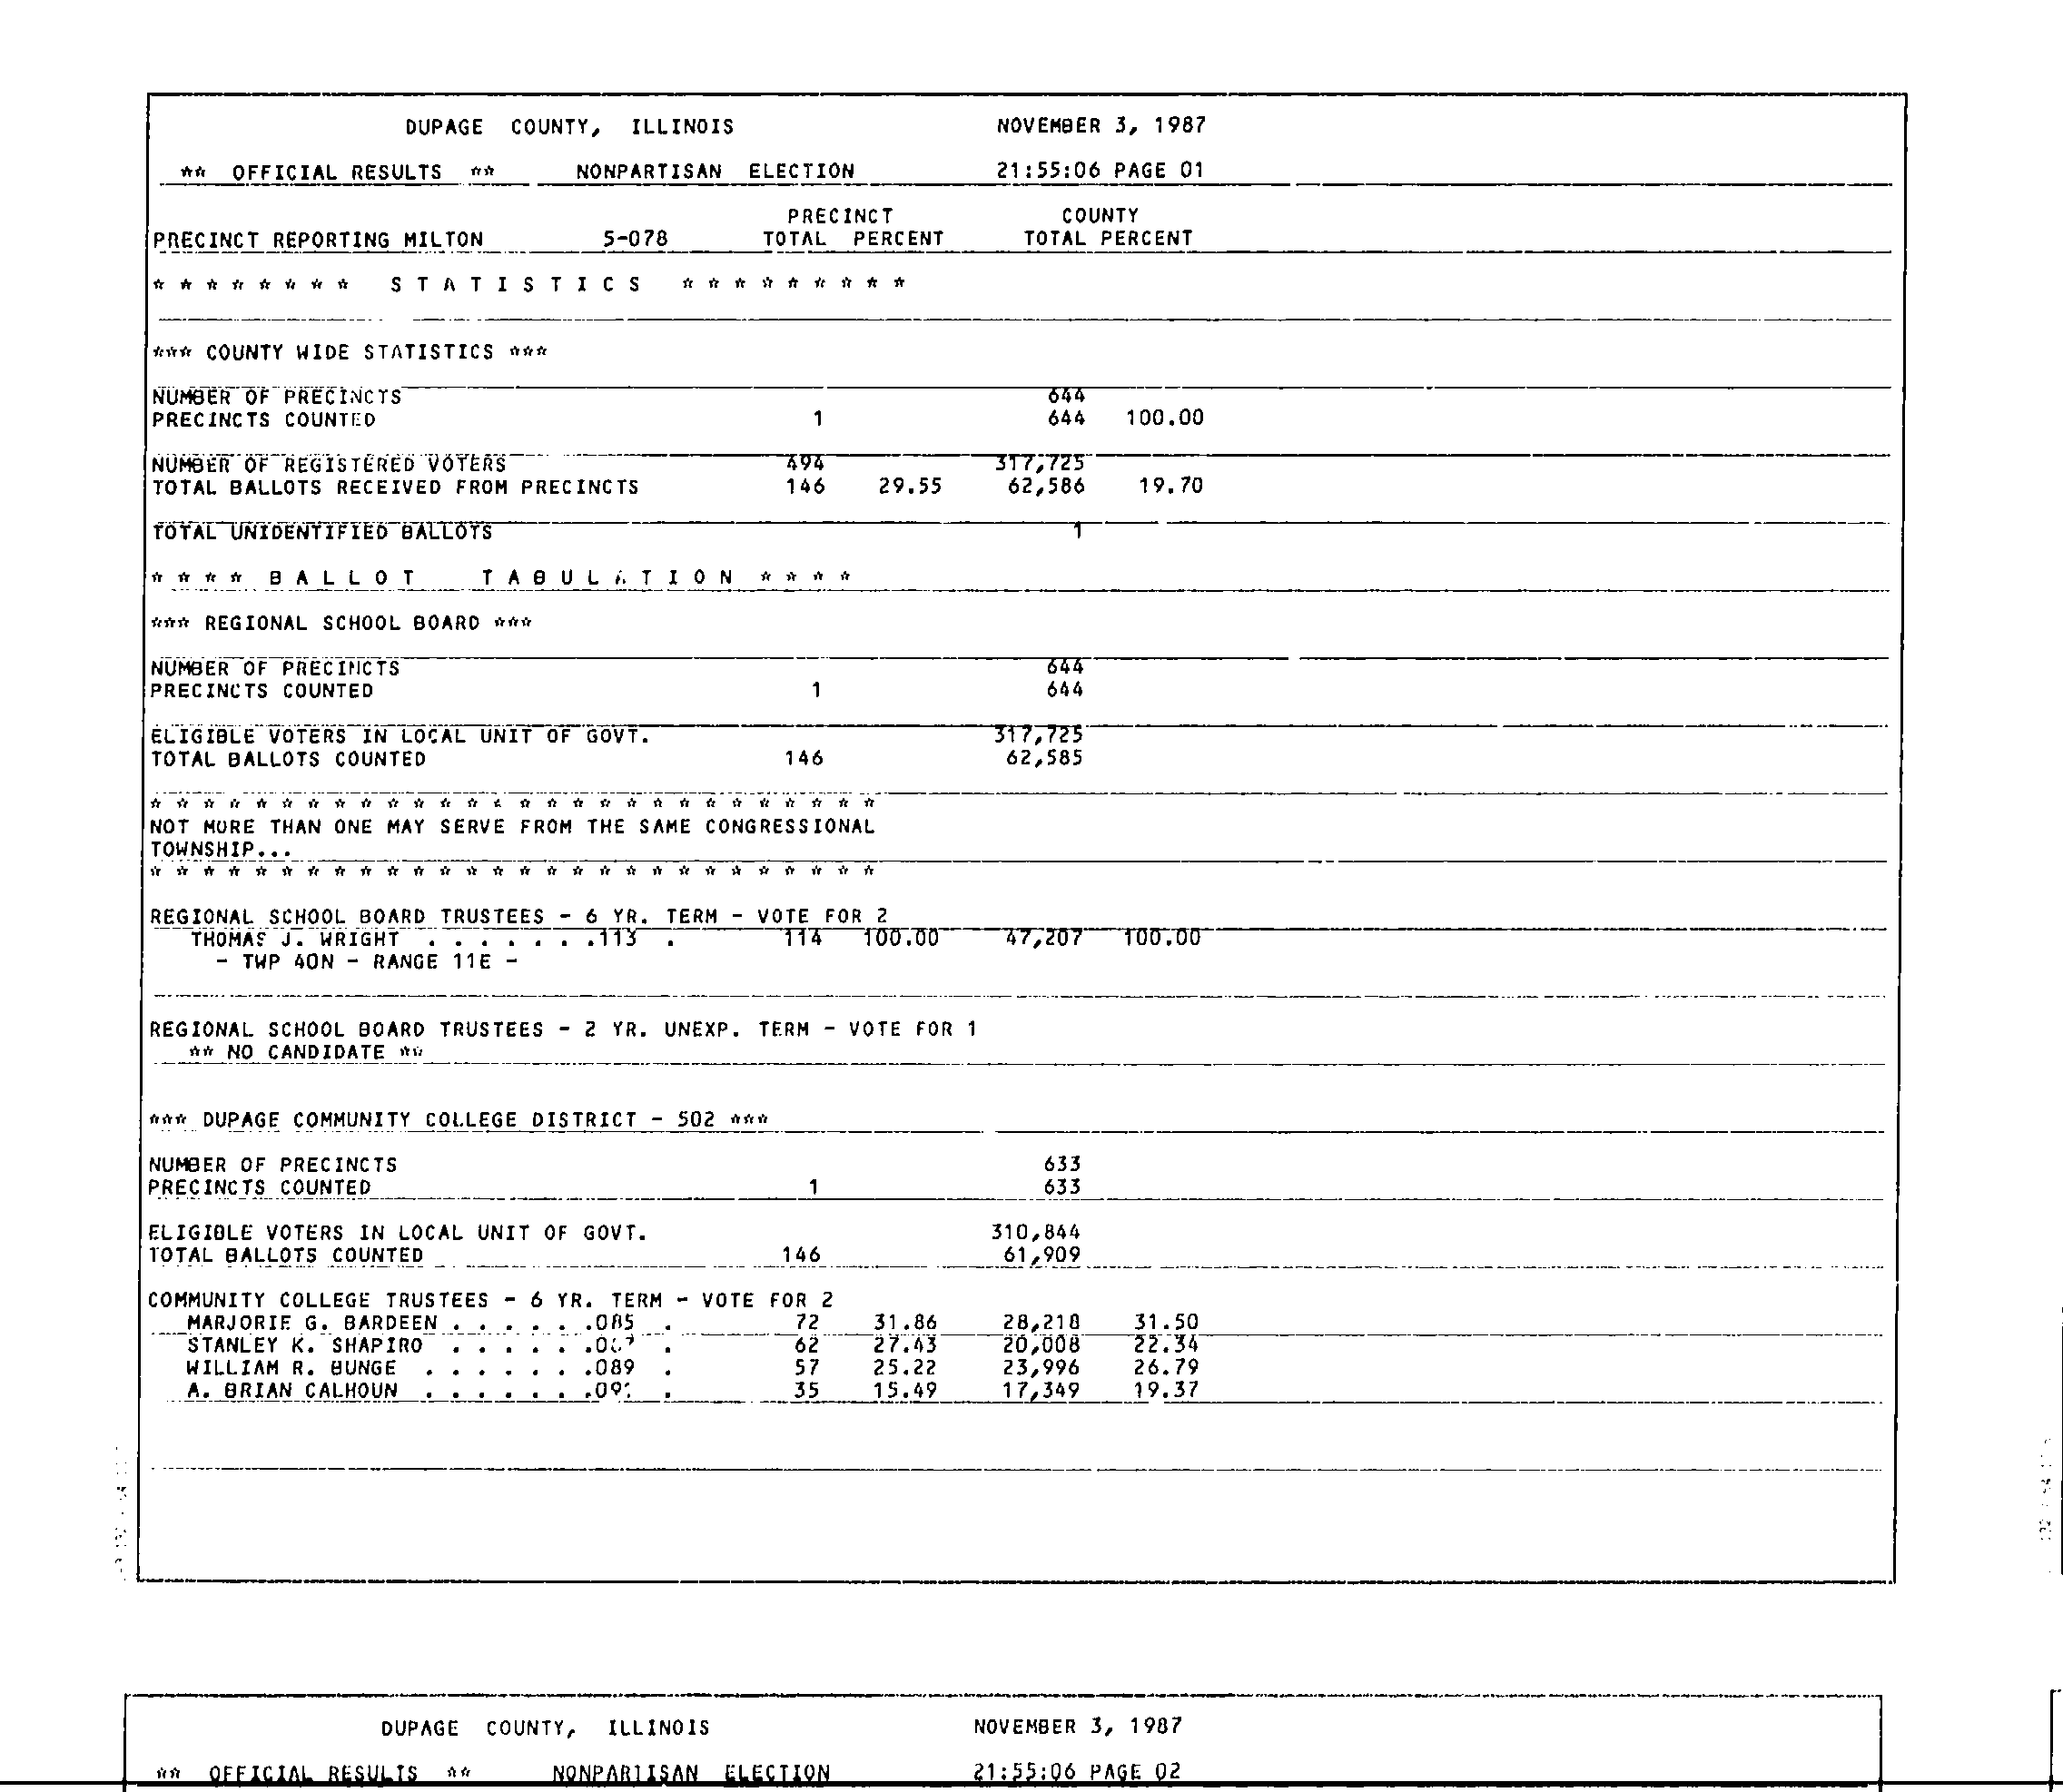 DUPAGE COUNTY, ILLINOIS NOVEMBER 3, 1987
** OFFICIAL RESULTS ** NONPARTISAN ELECTION 21:55:06 PAGE 01
PRECINCT COUNTY
PRECINCT REPORTING MILTON 5-078 TOTAL PERCENT TOTAL PERCENT
* * * * * * * * S T A T I S T I C S * * * * * * * * *
*** COUNTY WIDE STATISTICS ***
NUMBER OF PRECINCTS 644
PRECINCTS COUNTED 1 644 100.00
NUMBER OF REGISTERED VOTERS 494 317,725
TOTAL BALLOTS RECEIVED FROM PRECINCTS 146 29.55 62,586 19.70
TOTAL UNIDENTIFIED BALLOTS 1
* * * * B A L L O T T A B U L A T I O N * * * *
*** REGIONAL SCHOOL BOARD ***
NUMBER OF PRECINCTS 644
PRECINCTS COUNTED 1 644
ELIGIBLE VOTERS IN LOCAL UNIT OF GOVT. 317,725
TOTAL BALLOTS COUNTED 146 62,585
* * * * * * * * * * * * * * * * * * * * * * * * * * * *
NOT MORE THAN ONE MAY SERVE FROM THE SAME CONGRESSIONAL
TOWNSHIP...
* * * * * * * * * * * * * * * * * * * * * * * * * * * *
REGIONAL SCHOOL BOARD TRUSTEES - 6 YR. TERM - VOTE FOR 2
THOMAS J. WRIGHT . . . . . . .113 . 114 100.00 47,207 100.00
- TWP 40N - RANGE 11E -
REGIONAL SCHOOL BOARD TRUSTEES - 2 YR. UNEXP. TERM - VOTE FOR 1
** NO CANDIDATE **
*** DUPAGE COMMUNITY COLLEGE DISTRICT - 502 ***
NUMBER OF PRECINCTS 633
PRECINCTS COUNTED 1 633
ELIGIBLE VOTERS IN LOCAL UNIT OF GOVT. 310,844
TOTAL BALLOTS COUNTED 146 61,909
COMMUNITY COLLEGE TRUSTEES - 6 YR. TERM - VOTE FOR 2
MARJORIE G. BARDEEN . . . . . .085 . 72 31.86 28,218 31.50
STANLEY K. SHAPIRO . . . . . . . 62 27.43 20,008 22.34
WILLIAM R. BUNGE . . . . . . .089 . 57 25.22 23,996 26.79
A. BRIAN CALHOUN . . . . . . . . 35 15.49 17,349 19.37
DUPAGE COUNTY, ILLINOIS NOVEMBER 3, 1987
** OFFICIAL RESULTS ** NONPARTISAN ELECTION 21:55:06 PAGE 02